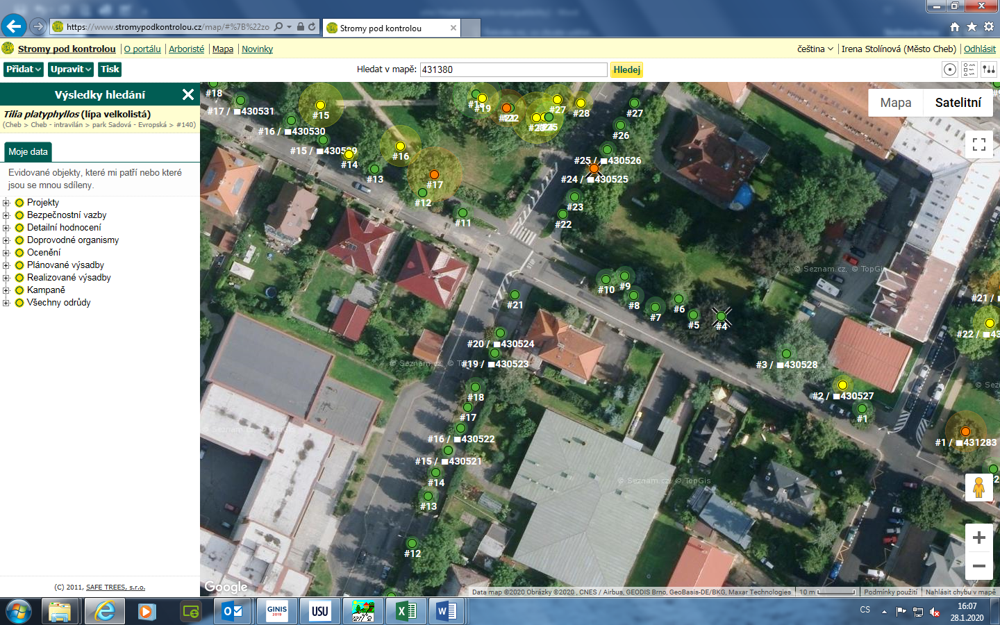 https://www.stromypodkontrolou.cz/map/#%7B%22zo
Stromy pod kontrolou
Stromy pod kontrolou
O portálu
Arboristé
Mapa
Novinky
čeština
Irena Stolínová (Město Cheb)
Odhlásit
Přidat
Upravit
Tisk
Hledat v mapě:
431380
Hledej
Výsledky hledání
Tilia platyphyllos (lípa velkolistá)
(Cheb > Cheb - intravilán > park Sadová - Evropská > #140)
Moje data
Evidované objekty, které mi patří nebo které
jsou se mnou sdíleny.
Projekty
Bezpečnostní vazby
Detailní hodnocení
Doprovodné organismy
Ocenění
Plánované výsadby
Realizované výsadby
Kampaně
Všechny odrůdy
(C) 2011, SAFE TREES, s.r.o.
Mapa
Satelitní
#18
#17 / ■430531
#16 / ■430530
#15
#14
#13
#16
#17
#12
#11
#19
#27
#28
#27
#26
#25 / ■430526
#24 / ■430525
#23
#22
#21
#20 / ■430524
#19 / ■430523
#18
#17
#16 / ■430522
#15 / ■430521
#14
#13
#12
#10
#9
#8
#7
#6
#5
#4
#3 / ■430528
#2 / ■430527
#1
#1 / ■431283
#21 /
#22 / ■43
© Seznam.cz, © TopGis
© Seznam.cz, © TopGis
Google
Data map ©2020 Obrázky ©2020 , CNES / Airbus, GEODIS Brno, GeoBasis-DE/BKG, Maxar Technologies
10 m
Podmínky použití
Nahlásit chybu v mapě
GINIS
2019
USU
CS
16:07
28.1.2020